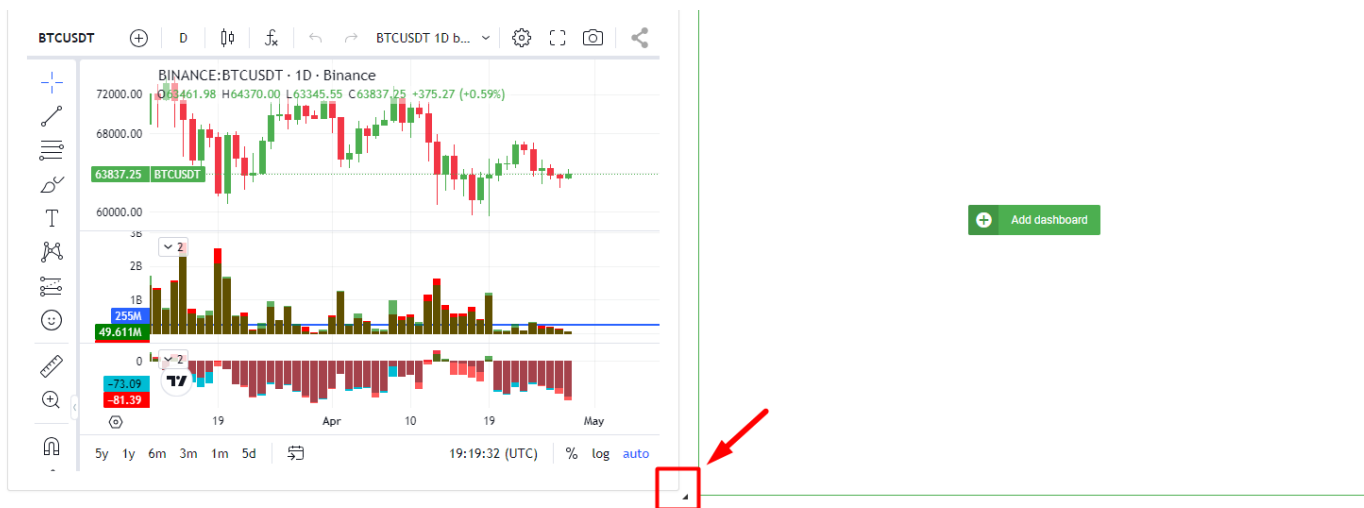 BTCUSDT D BTCUSDT 1D b...
BINANCE:BTCUSDT · 1D · Binance
O63461.98 H64370.00 L63345.55 C63837.25 +375.27 (+0.59%)
72000.00
68000.00
63837.25 BTCUSDT
60000.00
3B
2
2B
1B
255M
49.611M
0
2
-73.09
-81.39
19 Apr 10 19 May
5y 1y 6m 3m 1m 5d 19:19:32 (UTC) % log auto
Add dashboard